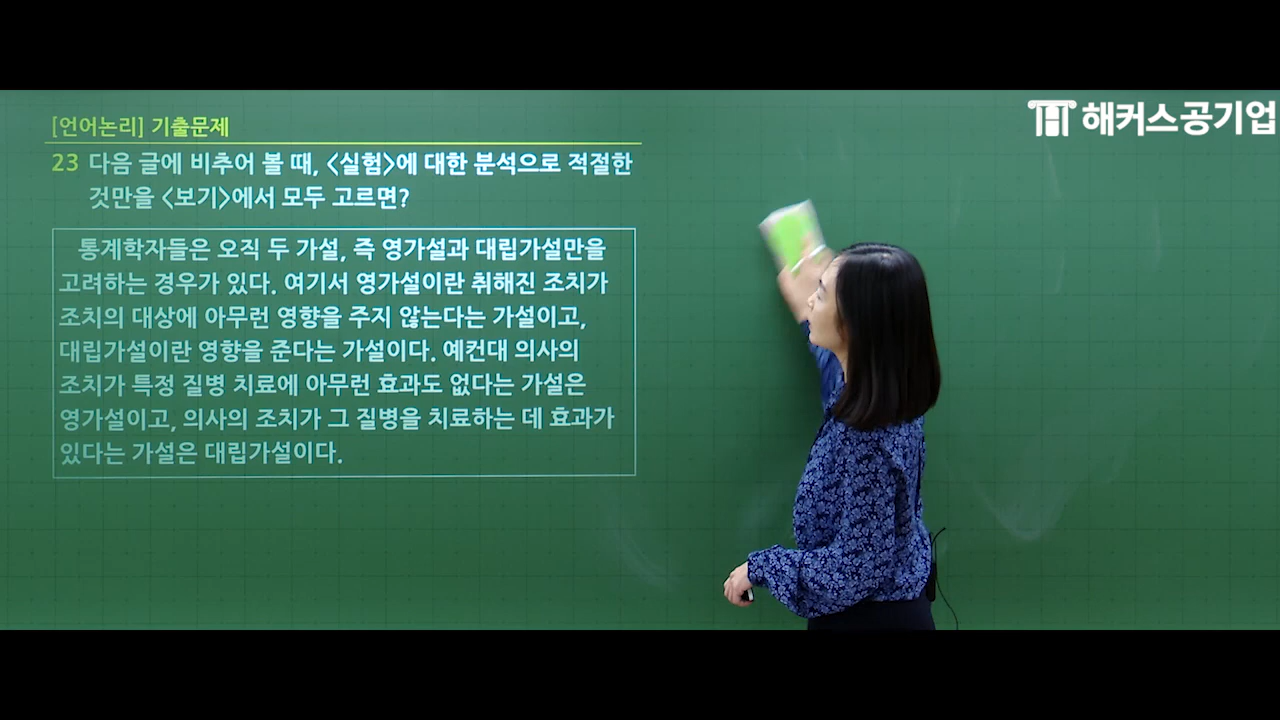 해커스공기업
[언어논리] 기출문제
23 다음 글에 비추어 볼 때, <실험>에 대한 분석으로 적절한
것만을 <보기>에서 모두 고르면?
통계학자들은 오직 두 가설, 즉 영가설과 대립가설만을
고려하는 경우가 있다. 여기서 영가설이란 취해진 조치가
조치의 대상에 아무런 영향을 주지 않는다는 가설이고,
대립가설이란 영향을 준다는 가설이다. 예컨대 의사의
조치가 특정 질병 치료에 아무런 효과도 없다는 가설은
영가설이고, 의사의 조치가 그 질병을 치료하는 데 효과가
있다는 가설은 대립가설이다.